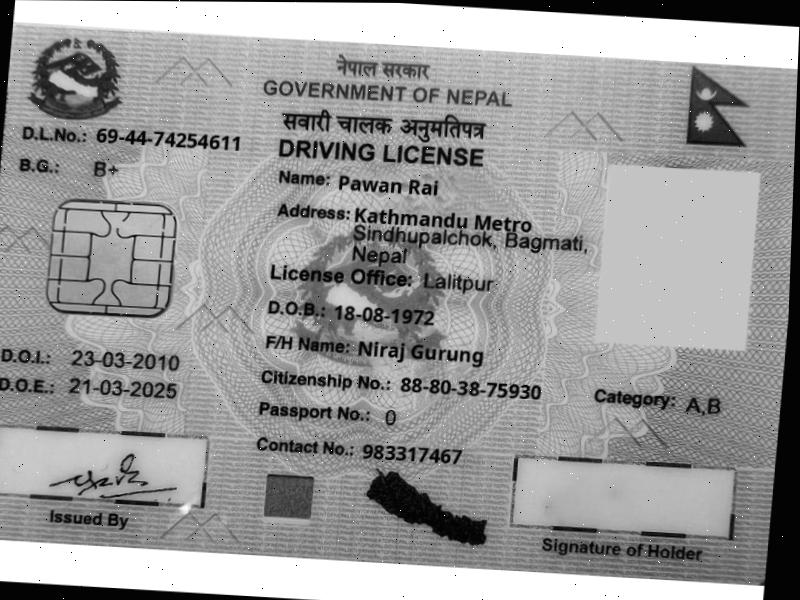 नेपाल सरकार
GOVERNMENT OF NEPAL
सवारी चालक अनुमतिपत्र
DRIVING LICENSE
D.L.No.: 69-44-74254611
B.G.: B+
Name: Pawan Rai
Address: Kathmandu Metro
Sindhupalchok, Bagmati,
Nepal
License Office: Lalitpur
D.O.B.: 18-08-1972
F/H Name: Niraj Gurung
D.O.I.: 23-03-2010
D.O.E.: 21-03-2025
Citizenship No.: 88-80-38-75930
Category: A,B
Passport No.: 0
Contact No.: 983317467
Issued By
Signature of Holder